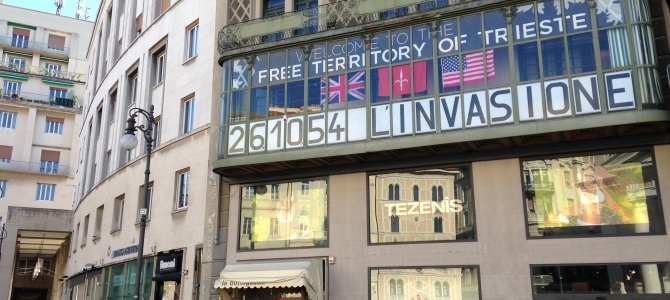 WELCOME TO THE
FREE TERRITORY OF TRIESTE
261054 L'INVASIONE
TEZENIS